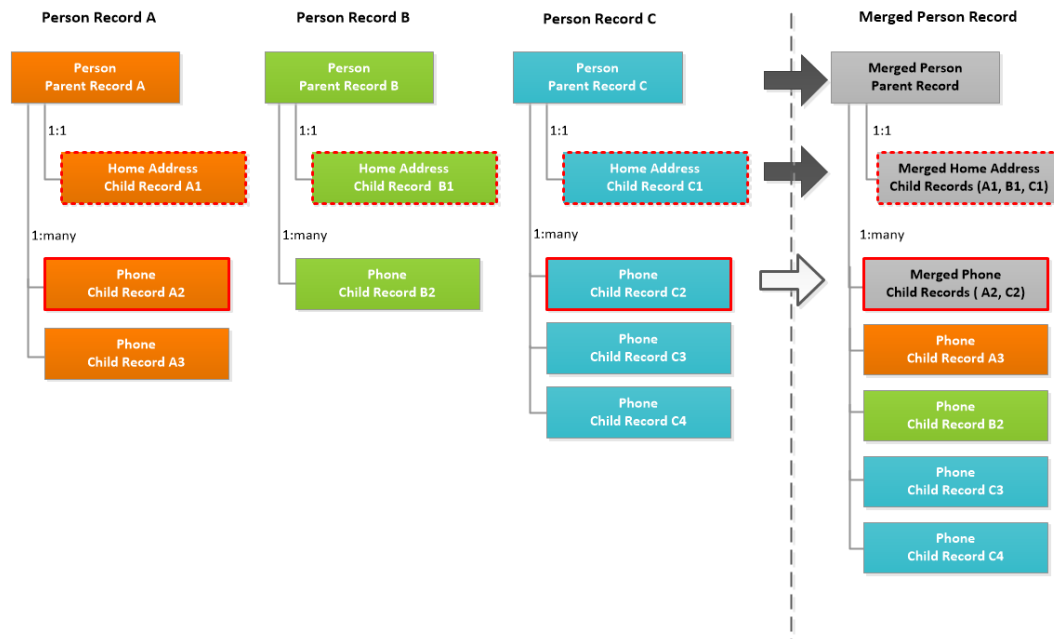 Person Record A
Person Record B
Person Record C
Merged Person Record
Person
Parent Record A
Person
Parent Record B
Person
Parent Record C
Merged Person
Parent Record
1:1
1:1
1:1
1:1
Home Address
Child Record A1
Home Address
Child Record B1
Home Address
Child Record C1
Merged Home Address
Child Records (A1, B1, C1)
1:many
1:many
1:many
1:many
Phone
Child Record A2
Phone
Child Record B2
Phone
Child Record C2
Merged Phone
Child Records ( A2, C2)
Phone
Child Record A3
Phone
Child Record C3
Phone
Child Record A3
Phone
Child Record C4
Phone
Child Record B2
Phone
Child Record C3
Phone
Child Record C4